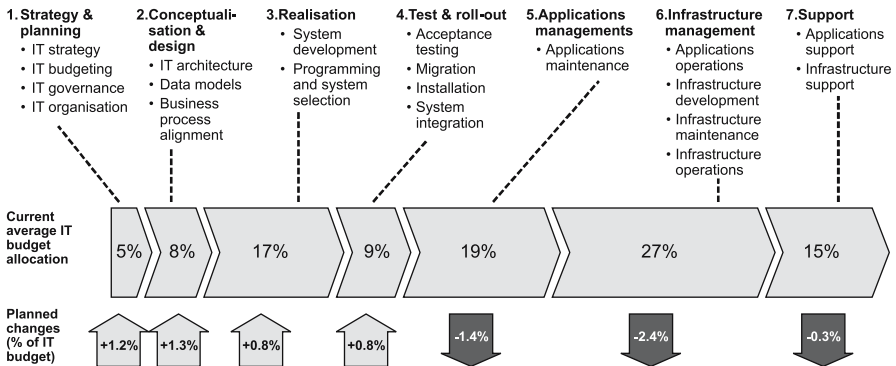 1. Strategy &
planning
• IT strategy
• IT budgeting
• IT governance
• IT organisation
2. Conceptuali-
sation &
design
• IT architecture
• Data models
• Business
process
alignment
3. Realisation
• System
development
• Programming
and system
selection
4. Test & roll-out
• Acceptance
testing
• Migration
• Installation
• System
integration
5. Applications
managements
• Applications
maintenance
6. Infrastructure
management
• Applications
operations
• Infrastructure
development
• Infrastructure
maintenance
• Infrastructure
operations
7. Support
• Applications
support
• Infrastructure
support
Current
average IT
budget
allocation
5%
8%
17%
9%
19%
27%
15%
Planned
changes
(% of IT
budget)
+1.2%
+1.3%
+0.8%
+0.8%
-1.4%
-2.4%
-0.3%